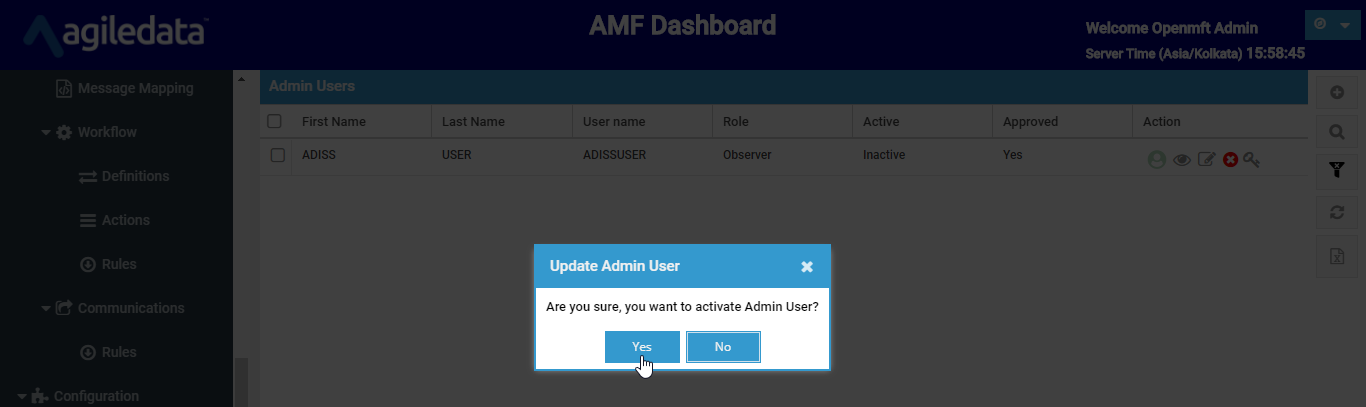 agiledata
AMF Dashboard
Welcome Openmft Admin
Server Time (Asia/Kolkata) 15:58:45
Message Mapping
Workflow
Definitions
Actions
Rules
Communications
Rules
Configuration
Admin Users
First Name Last Name User name Role Active Approved Action
ADISS USER ADISSUSER Observer Inactive Yes
Update Admin User
Are you sure, you want to activate Admin User?
Yes No